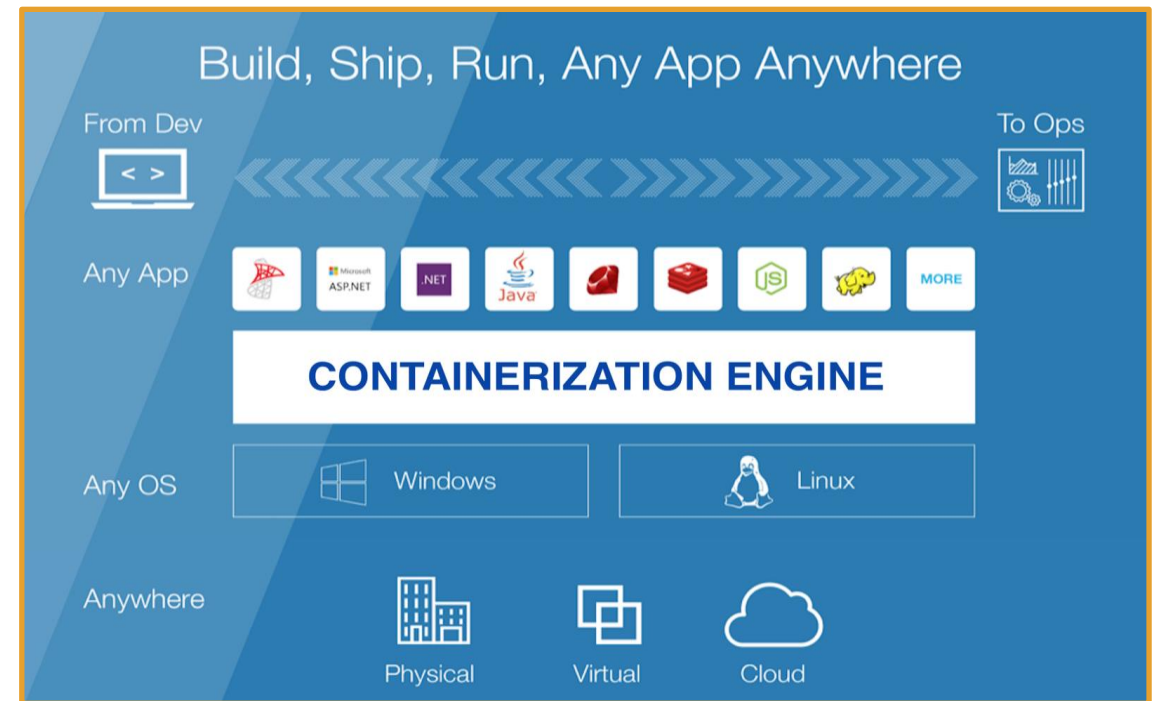 Build, Ship, Run, Any App Anywhere
From Dev
To Ops
< >
Any App
Microsoft
ASP.NET
.NET
Java
JS
MORE
CONTAINERIZATION ENGINE
Any OS
Windows
Linux
Anywhere
Physical
Virtual
Cloud